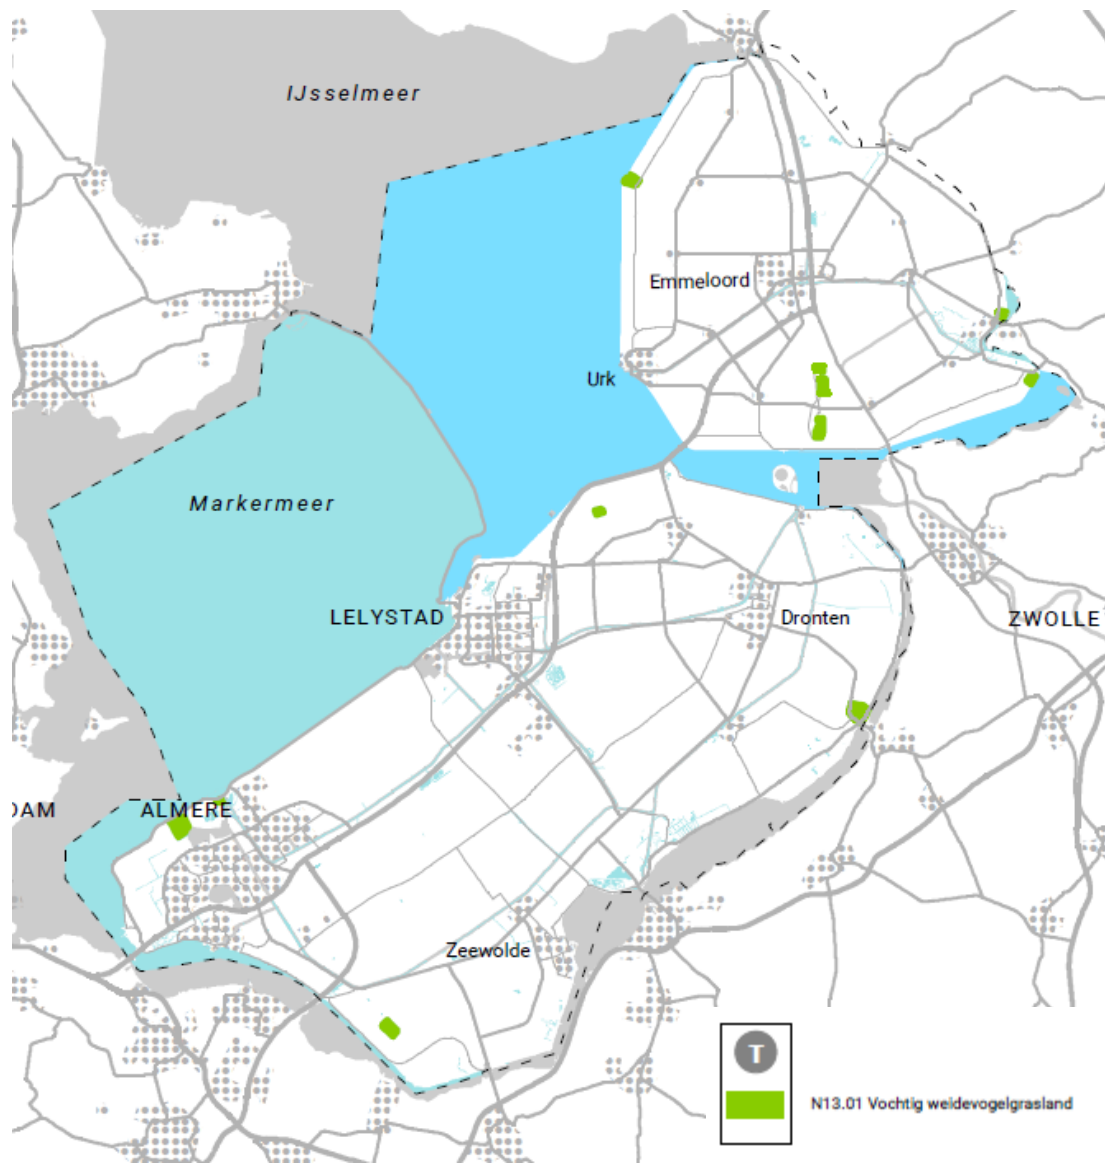 IJsselmeer
Emmeloord
Urk
Markermeer
LELYSTAD
Dronten
ZWOLLE
DAM
ALMERE
Zeewolde
T
N13.01 Vochtig weidevogelgrasland